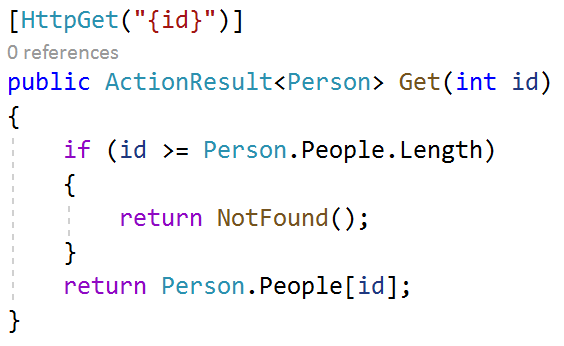 [HttpGet("{id}")]
0 references
public ActionResult<Person> Get(int id)
{
    if (id >= Person.People.Length)
    {
        return NotFound();
    }
    return Person.People[id];
}